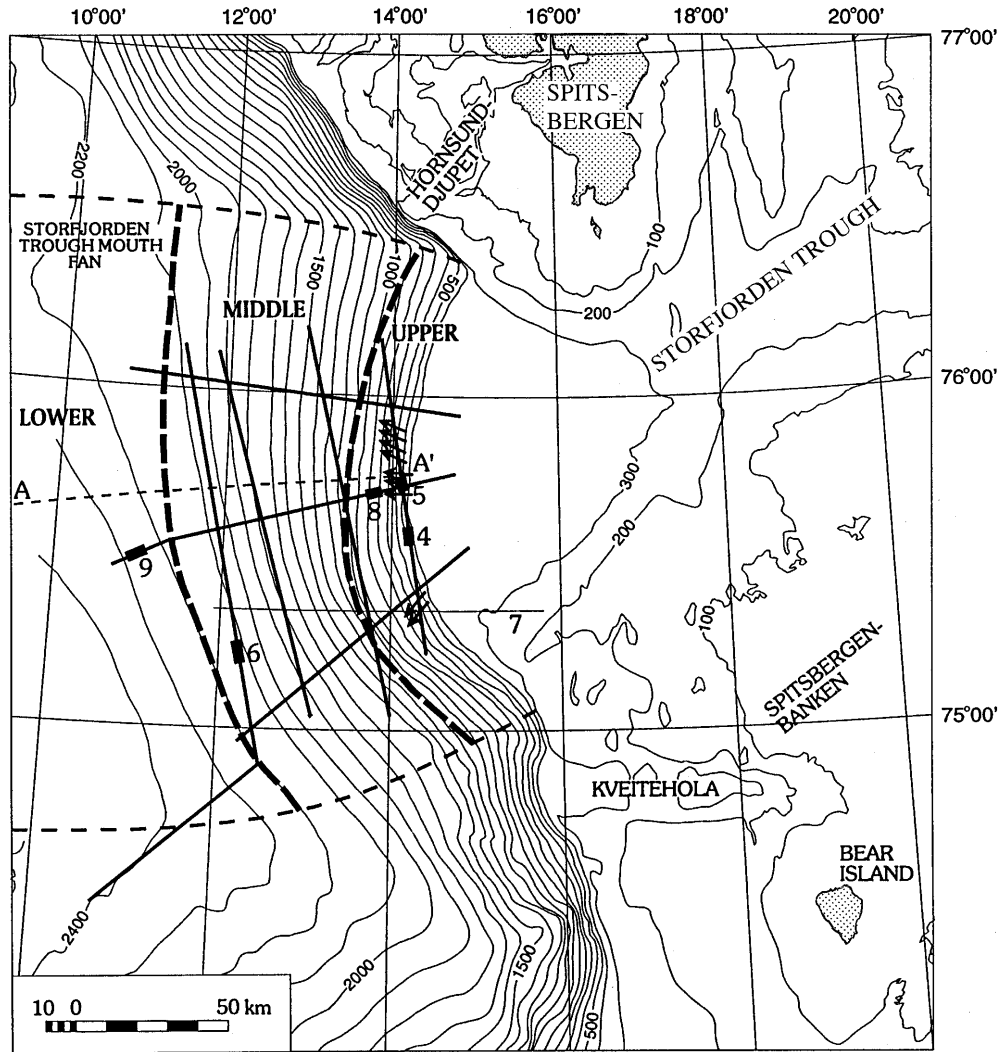 10°00' 12°00' 14°00' 16°00' 18°00' 20°00'
77°00'
SPITS-
BERGEN
HORNSUND-
DJUPET
2200
2000
100
STORFJORDEN
TROUGH MOUTH
FAN
1500
1000
500
200
STORFJORDEN TROUGH
MIDDLE
UPPER
76°00'
LOWER
A
A'
300
5
8
4
200
9
7
100
6
SPITSBERGEN-
BANKEN
75°00'
KVEITEHOLA
BEAR
ISLAND
2400
2000
1500
500
10 0 50 km